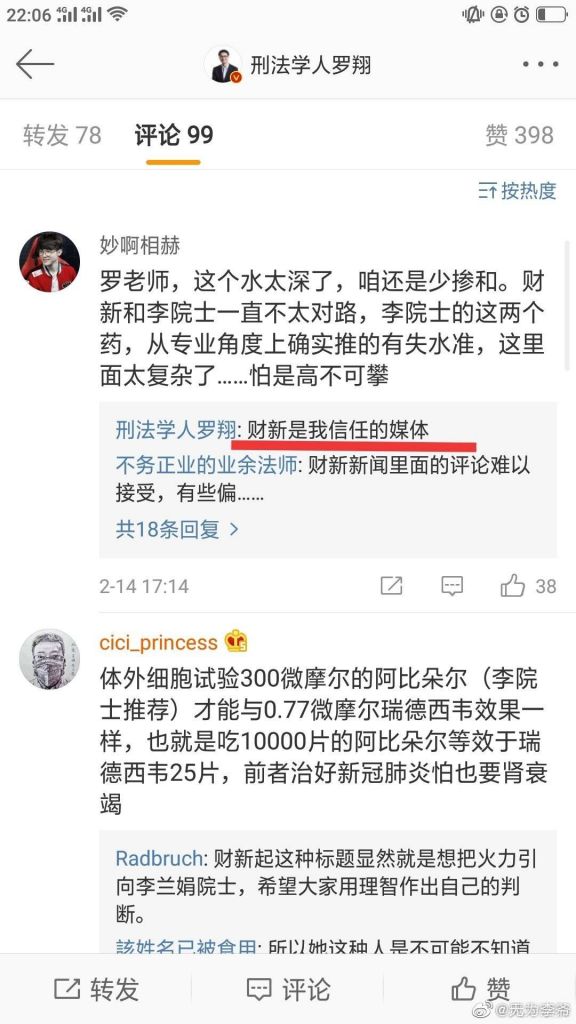 22:06 4G 4G
刑法学人罗翔
转发 78 评论 99 赞 398
按热度
妙啊相赫
罗老师，这个水太深了，咱还是少掺和。财
新和李院士一直不太对路，李院士的这两个
药，从专业角度上确实推的有失水准，这里
面太复杂了......怕是高不可攀
刑法学人罗翔: 财新是我信任的媒体
不务正业的业余法师: 财新新闻里面的评论难以
接受，有些偏......
共18条回复
2-14 17:14 38
cici_princess
体外细胞试验300微摩尔的阿比朵尔（李院
士推荐）才能与0.77微摩尔瑞德西韦效果一
样，也就是吃10000片的阿比朵尔等效于瑞
德西韦25片，前者治好新冠肺炎怕也要肾衰
竭
Radbruch: 财新起这种标题显然就是想把火力引
向李兰娟院士，希望大家用理智作出自己的判
断。
該姓名已被食用: 所以她这种人是不可能不知道
转发 评论 赞